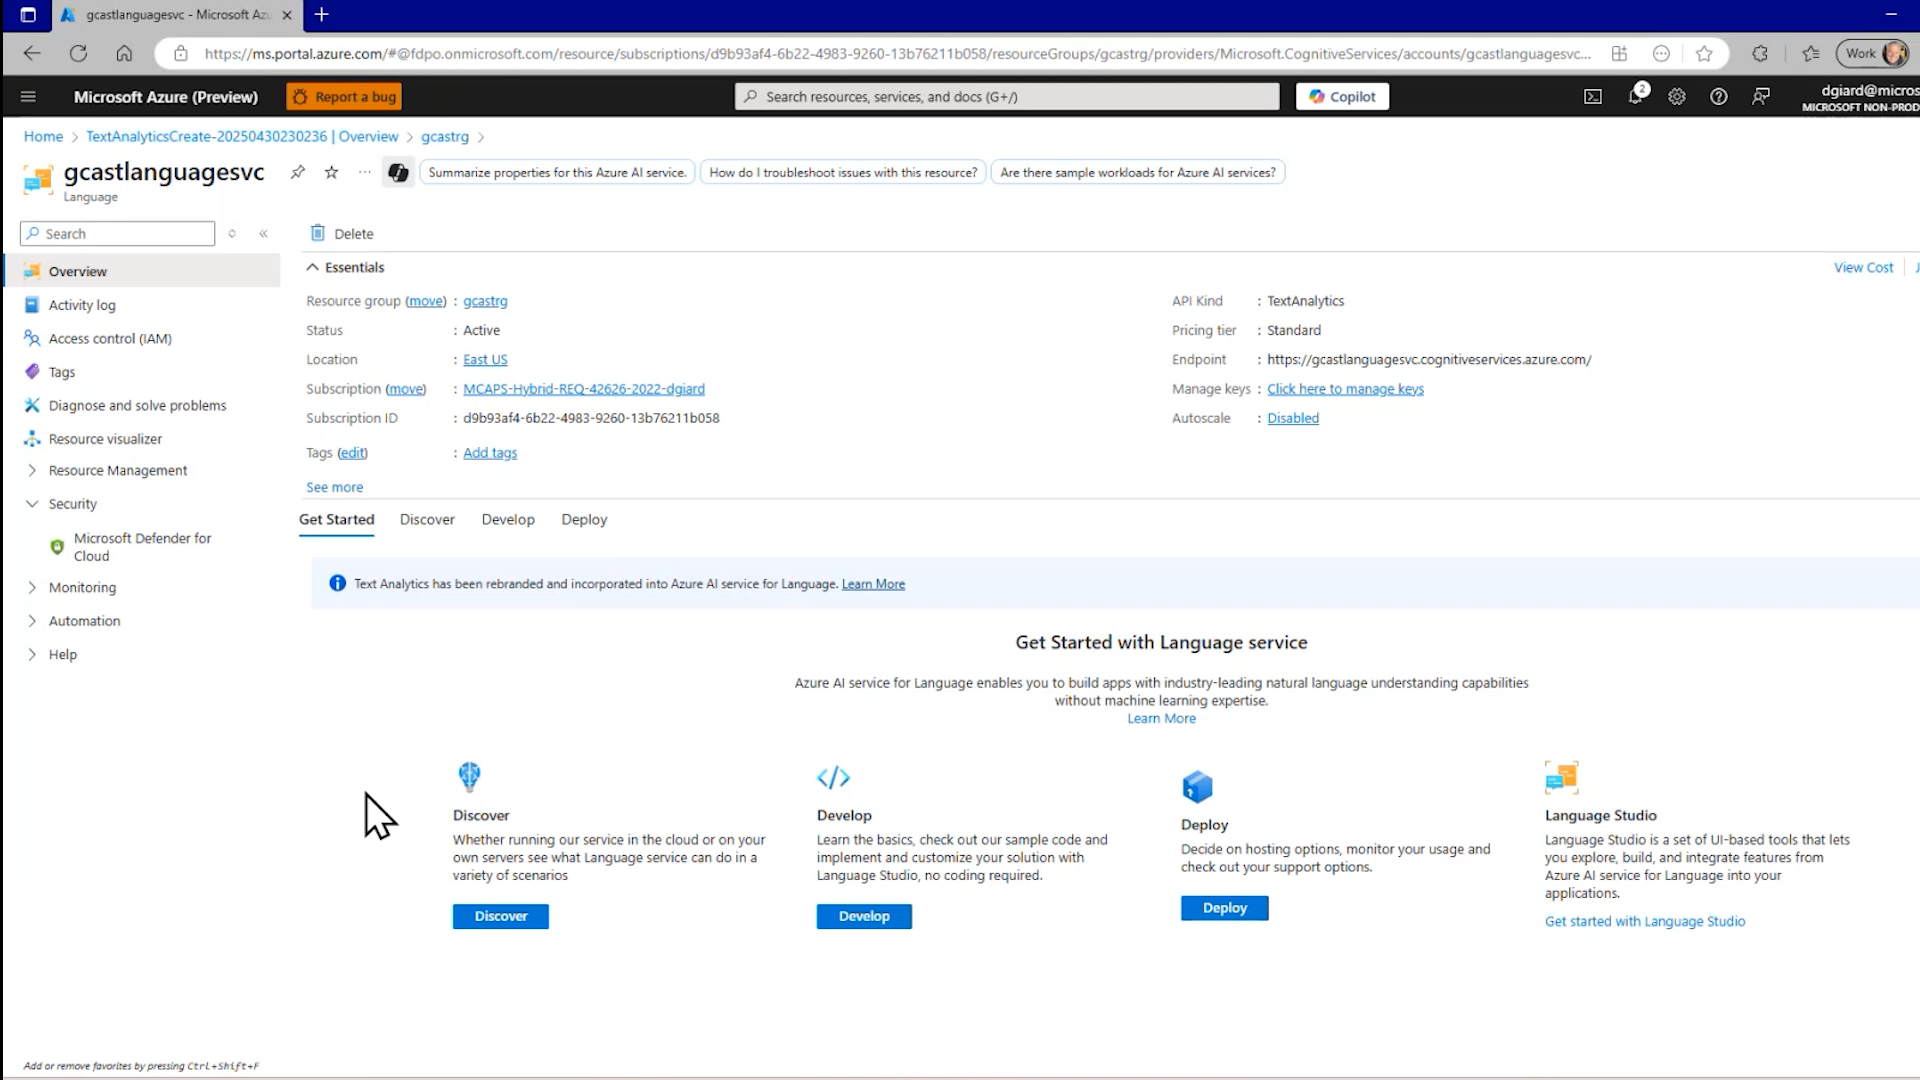 gcastlanguagesvc - Microsoft Azu
https://ms.portal.azure.com/#@fdpo.onmicrosoft.com/resource/subscriptions/d9b93af4-6b22-4983-9260-13b76211b058/resourceGroups/gcastrg/providers/Microsoft.CognitiveServices/accounts/gcastlanguagesvc...
Work
Microsoft Azure (Preview)
Report a bug
Search resources, services, and docs (G+/)
Copilot
2
dgiard@micros
MICROSOFT NON-PROD
Home > TextAnalyticsCreate-20250430230236 | Overview > gcastrg >
gcastlanguagesvc
Language
Summarize properties for this Azure AI service.
How do I troubleshoot issues with this resource?
Are there sample workloads for Azure AI services?
Search
Overview
Activity log
Access control (IAM)
Tags
Diagnose and solve problems
Resource visualizer
Resource Management
Security
Microsoft Defender for
Cloud
Monitoring
Automation
Help
Delete
Essentials
View Cost
Resource group (move) : gcastrg
Status : Active
Location : East US
Subscription (move) : MCAPS-Hybrid-REQ-42626-2022-dgiard
Subscription ID : d9b93af4-6b22-4983-9260-13b76211b058
Tags (edit) : Add tags
API Kind : TextAnalytics
Pricing tier : Standard
Endpoint : https://gcastlanguagesvc.cognitiveservices.azure.com/
Manage keys : Click here to manage keys
Autoscale : Disabled
See more
Get Started
Discover
Develop
Deploy
Text Analytics has been rebranded and incorporated into Azure AI service for Language. Learn More
Get Started with Language service
Azure AI service for Language enables you to build apps with industry-leading natural language understanding capabilities
without machine learning expertise.
Learn More
Discover
Whether running our service in the cloud or on your
own servers see what Language service can do in a
variety of scenarios
Discover
Develop
Learn the basics, check out our sample code and
implement and customize your solution with
Language Studio, no coding required.
Develop
Deploy
Decide on hosting options, monitor your usage and
check out your support options.
Deploy
Language Studio
Language Studio is a set of UI-based tools that lets
you explore, build, and integrate features from
Azure AI service for Language into your
applications.
Get started with Language Studio
Add or remove favorites by pressing Ctrl+Shift+F